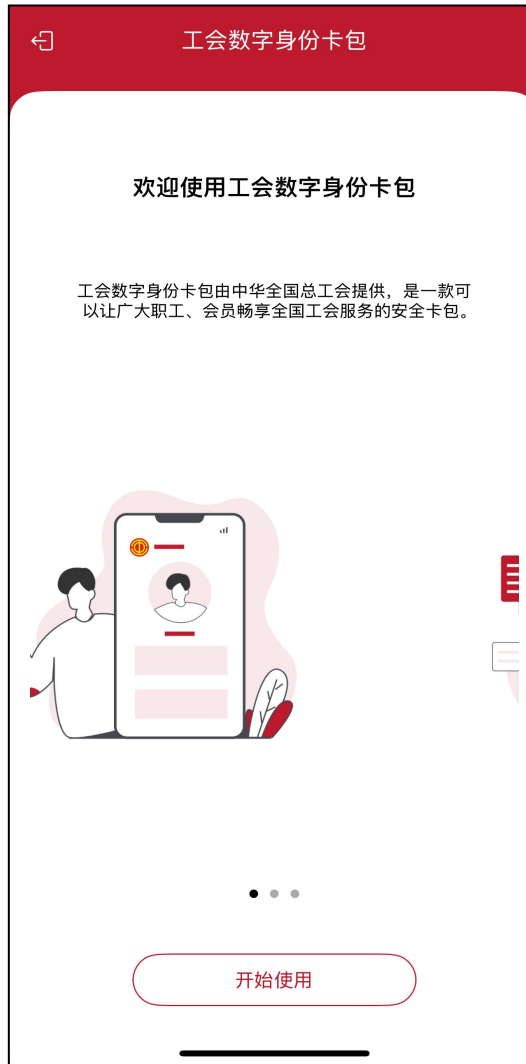 工会数字身份卡包
欢迎使用工会数字身份卡包
工会数字身份卡包由中华全国总工会提供，是一款可
以让广大职工、会员畅享全国工会服务的安全卡包。
开始使用